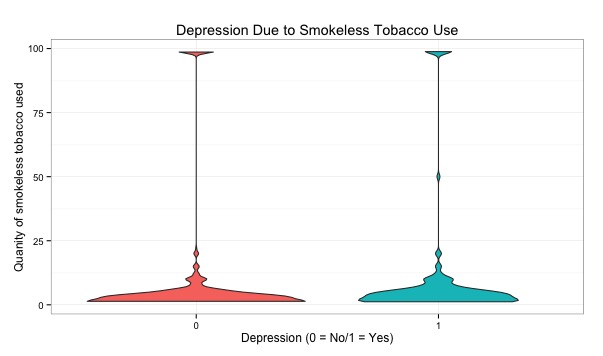 Depression Due to Smokeless Tobacco Use
Quanity of smokeless tobacco used
100
75
50
25
0
0 1
Depression (0 = No/1 = Yes)